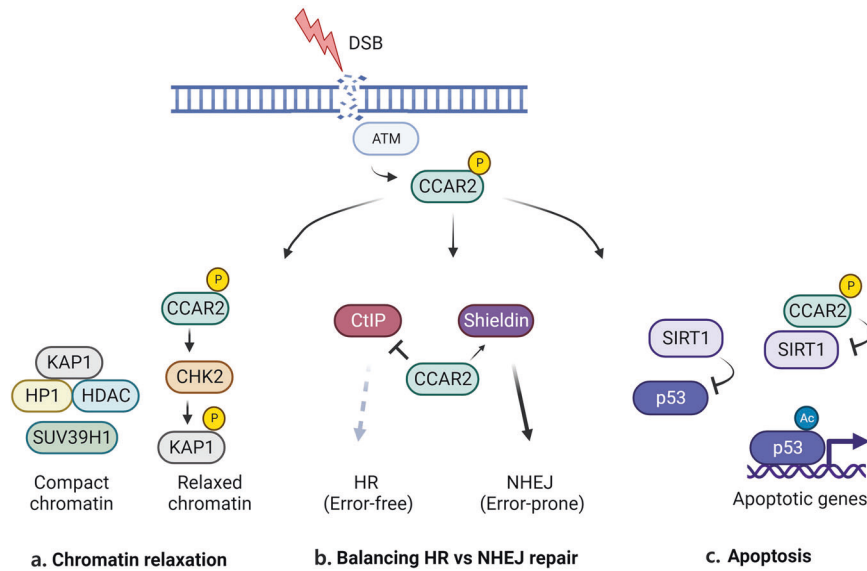 DSB
ATM
P
CCAR2
P
CCAR2
CHK2
P
KAP1
KAP1
HP1 HDAC
SUV39H1
Compact
chromatin
Relaxed
chromatin
a. Chromatin relaxation
CtIP
Shieldin
CCAR2
HR
(Error-free)
NHEJ
(Error-prone)
b. Balancing HR vs NHEJ repair
SIRT1
p53
P
CCAR2
SIRT1
Ac
p53
Apoptotic genes
c. Apoptosis